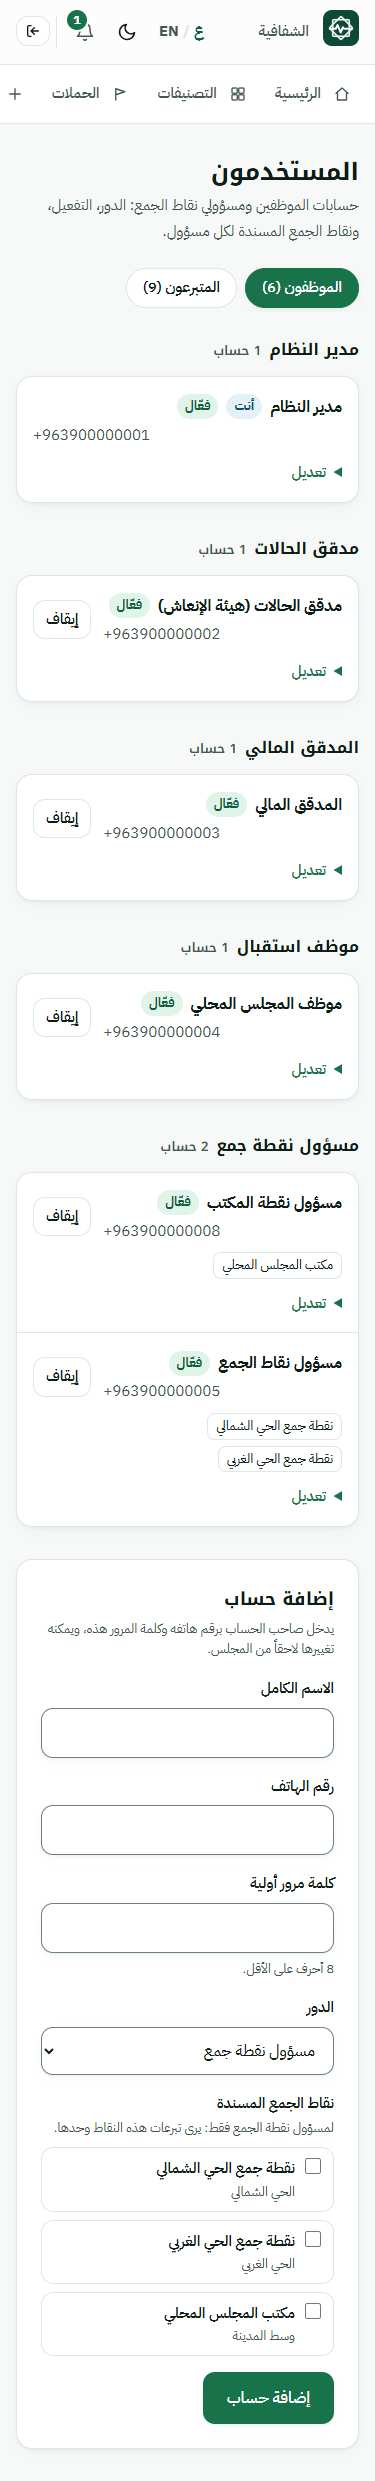 الشفافية
ع / EN
1
الرئيسية
التصنيفات
الحملات
المستخدمون
حسابات الموظفين ومسؤولي نقاط الجمع: الدور، التفعيل،
ونقاط الجمع المسندة لكل مسؤول.
الموظفون (6)
المتبرعون (9)
مدير النظام 1 حساب
مدير النظام أنت فعّال
+963900000001
تعديل
مدقق الحالات 1 حساب
مدقق الحالات (هيئة الإنعاش) فعّال
إيقاف
+963900000002
تعديل
المدقق المالي 1 حساب
المدقق المالي فعّال
إيقاف
+963900000003
تعديل
موظف استقبال 1 حساب
موظف المجلس المحلي فعّال
إيقاف
+963900000004
تعديل
مسؤول نقطة جمع 2 حساب
مسؤول نقطة المكتب فعّال
إيقاف
+963900000008
مكتب المجلس المحلي
تعديل
مسؤول نقاط الجمع فعّال
إيقاف
+963900000005
نقطة جمع الحي الشمالي
نقطة جمع الحي الغربي
تعديل
إضافة حساب
يدخل صاحب الحساب برقم هاتفه وكلمة المرور هذه، ويمكنه
تغييرها لاحقاً من المجلس.
الاسم الكامل
رقم الهاتف
كلمة مرور أولية
8 أحرف على الأقل.
الدور
مسؤول نقطة جمع
نقاط الجمع المسندة
لمسؤول نقطة الجمع فقط: يرى تبرعات هذه النقاط وحدها.
نقطة جمع الحي الشمالي
الحي الشمالي
نقطة جمع الحي الغربي
الحي الغربي
مكتب المجلس المحلي
وسط المدينة
إضافة حساب